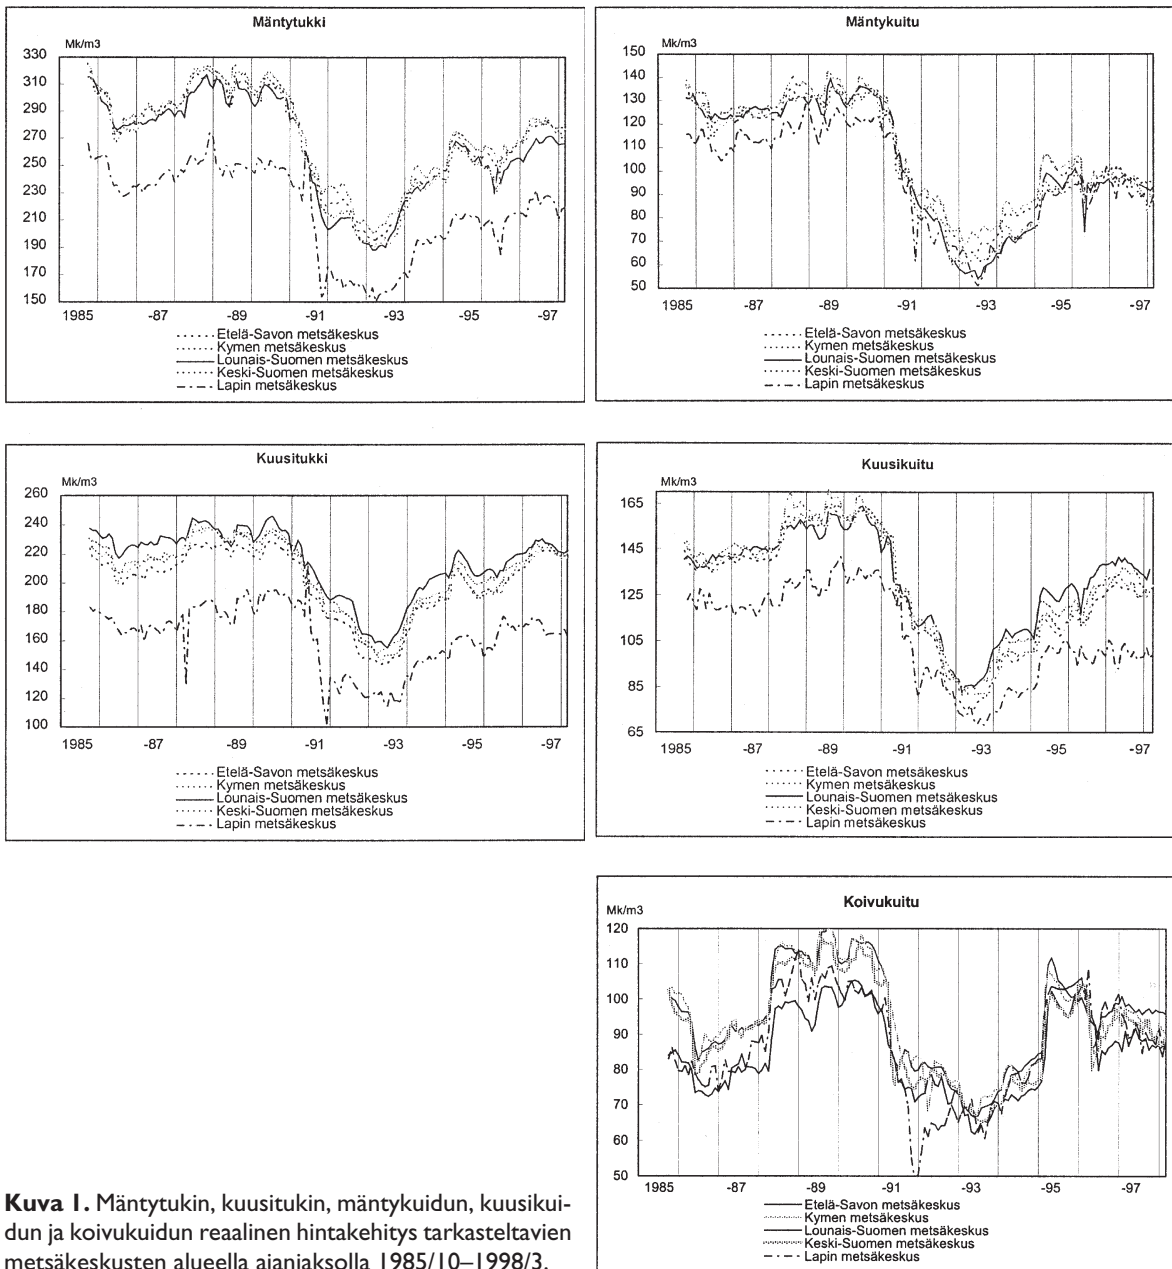 Mäntytukki
Mk/m3
330
310
290
270
250
230
210
190
170
150
1985 -87 -89 -91 -93 -95 -97
Etelä-Savon metsäkeskus
Kymen metsäkeskus
Lounais-Suomen metsäkeskus
Keski-Suomen metsäkeskus
Lapin metsäkeskus
Mäntykuitu
Mk/m3
150
140
130
120
110
100
90
80
70
60
50
1985 -87 -89 -91 -93 -95 -97
Etelä-Savon metsäkeskus
Kymen metsäkeskus
Lounais-Suomen metsäkeskus
Keski-Suomen metsäkeskus
Lapin metsäkeskus
Kuusitukki
Mk/m3
260
240
220
200
180
160
140
120
100
1985 -87 -89 -91 -93 -95 -97
Etelä-Savon metsäkeskus
Kymen metsäkeskus
Lounais-Suomen metsäkeskus
Keski-Suomen metsäkeskus
Lapin metsäkeskus
Kuusikuitu
Mk/m3
165
145
125
105
85
65
1985 -87 -89 -91 -93 -95 -97
Etelä-Savon metsäkeskus
Kymen metsäkeskus
Lounais-Suomen metsäkeskus
Keski-Suomen metsäkeskus
Lapin metsäkeskus
Koivukuitu
Mk/m3
120
110
100
90
80
70
60
50
1985 -87 -89 -91 -93 -95 -97
Etelä-Savon metsäkeskus
Kymen metsäkeskus
Lounais-Suomen metsäkeskus
Keski-Suomen metsäkeskus
Lapin metsäkeskus
Kuva 1. Mäntytukin, kuusitukin, mäntykuidun, kuusikui-
dun ja koivukuidun reaalinen hintakehitys tarkasteltavien
metsäkeskusten alueella ajanjaksolla 1985/10–1998/3.